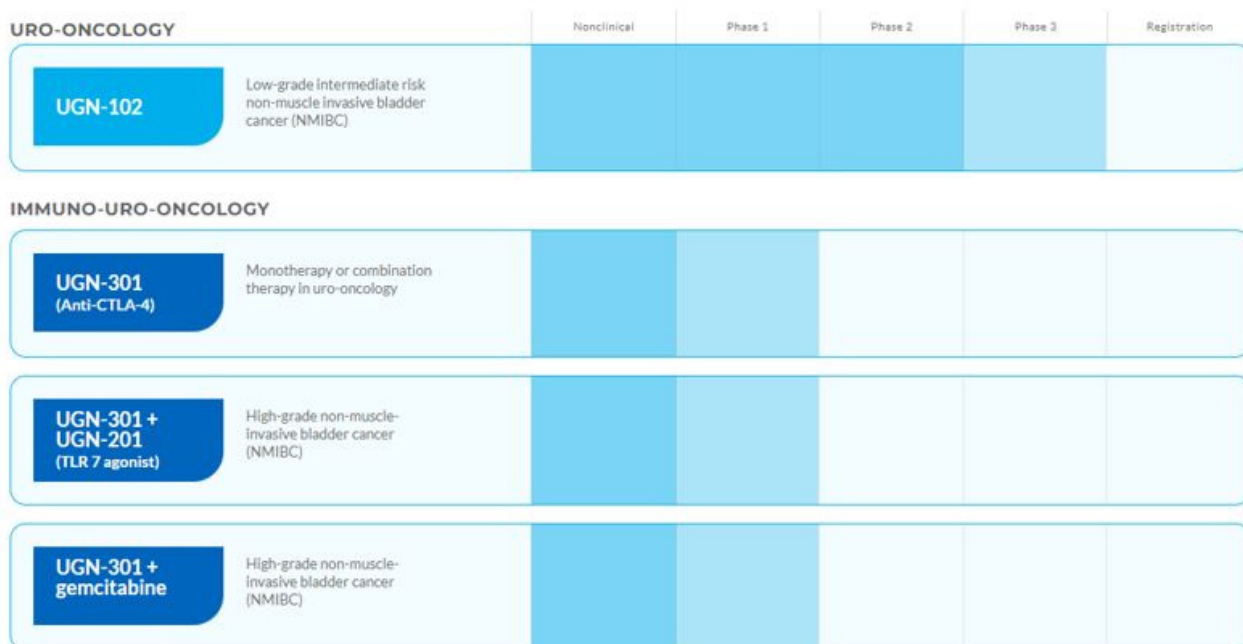 URO-ONCOLOGY
Nonclinical
Phase 1
Phase 2
Phase 3
Registration
UGN-102
Low-grade intermediate risk
non-muscle invasive bladder
cancer (NMIBC)
IMMUNO-URO-ONCOLOGY
UGN-301
(Anti-CTLA-4)
Monotherapy or combination
therapy in uro-oncology
UGN-301 +
UGN-201
(TLR 7 agonist)
High-grade non-muscle-
invasive bladder cancer
(NMIBC)
UGN-301 +
gemcitabine
High-grade non-muscle-
invasive bladder cancer
(NMIBC)